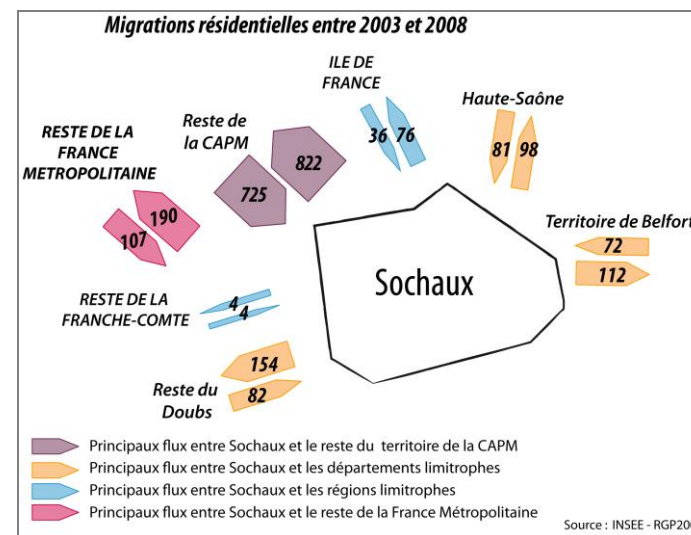 Migrations résidentielles entre 2003 et 2008
ILE DE
FRANCE
36
76
Haute-Saône
81
98
Reste de
la CAPM
822
725
RESTE DE LA
FRANCE
METROPOLITAINE
190
107
Territoire de Belfort
72
112
Sochaux
RESTE DE LA
FRANCHE-COMTE
4
4
Reste du
Doubs
154
82
Principaux flux entre Sochaux et le reste du territoire de la CAPM
Principaux flux entre Sochaux et les départements limitrophes
Principaux flux entre Sochaux et les régions limitrophes
Principaux flux entre Sochaux et le reste de la France Métropolitaine
Source : INSEE - RGP200